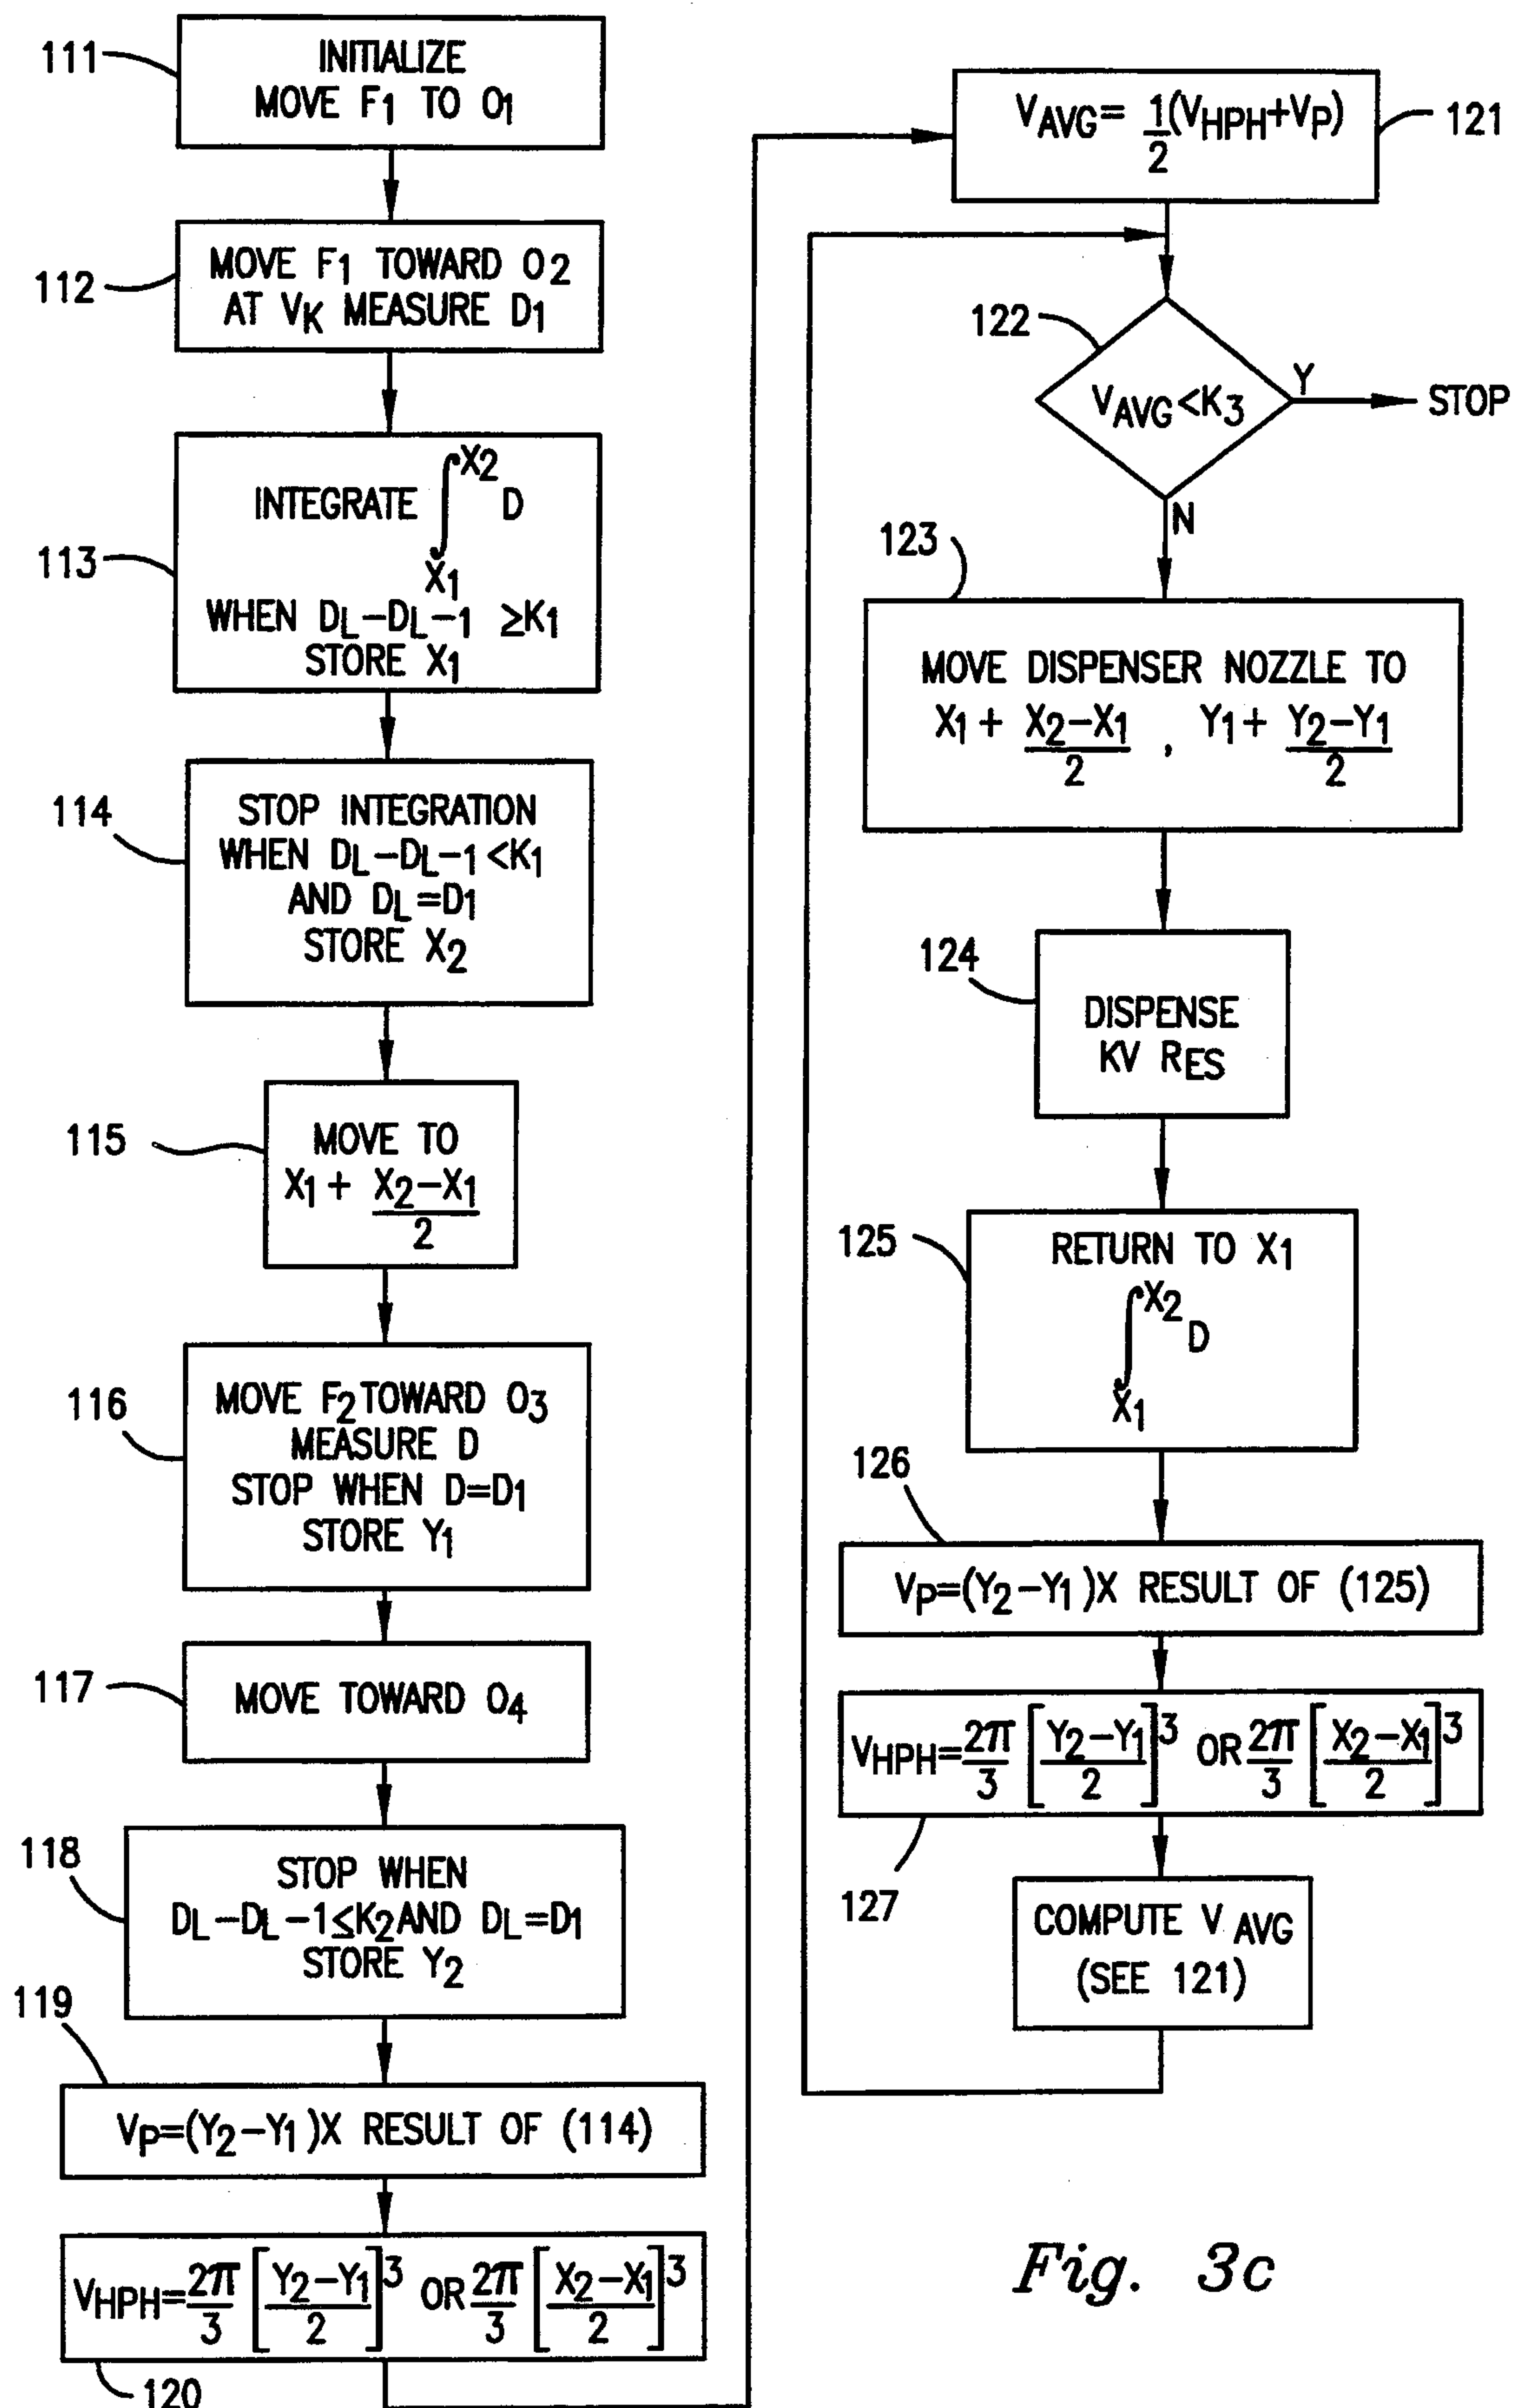 111
INITIALIZE
MOVE F1 TO O1
112
MOVE F1 TOWARD O2
AT VK MEASURE D1
113
INTEGRATE ∫ X2 D
X1
WHEN DL−DL−1 ≥K1
STORE X1
114
STOP INTEGRATION
WHEN DL−DL−1 <K1
AND DL=D1
STORE X2
115
MOVE TO
X1 + X2−X1
2
116
MOVE F2 TOWARD O3
MEASURE D
STOP WHEN D=D1
STORE Y1
117
MOVE TOWARD O4
118
STOP WHEN
DL−DL −1≤K2 AND DL=D1
STORE Y2
119
VP=(Y2−Y1)X RESULT OF (114)
VHPH=2π/3 [Y2−Y1/2]3 OR 2π/3 [X2−X1/2]3
120
VAVG= 1/2(VHPH+VP)
121
122
VAVG<K3
Y
STOP
N
123
MOVE DISPENSER NOZZLE TO
X1 + X2−X1/2 , Y1 + Y2−Y1/2
124
DISPENSE
KV RES
125
RETURN TO X1
∫ X2 D
X1
126
VP=(Y2−Y1)X RESULT OF (125)
VHPH=2π/3 [Y2−Y1/2]3 OR 2π/3 [X2−X1/2]3
127
COMPUTE V AVG
(SEE 121)
Fig. 3c